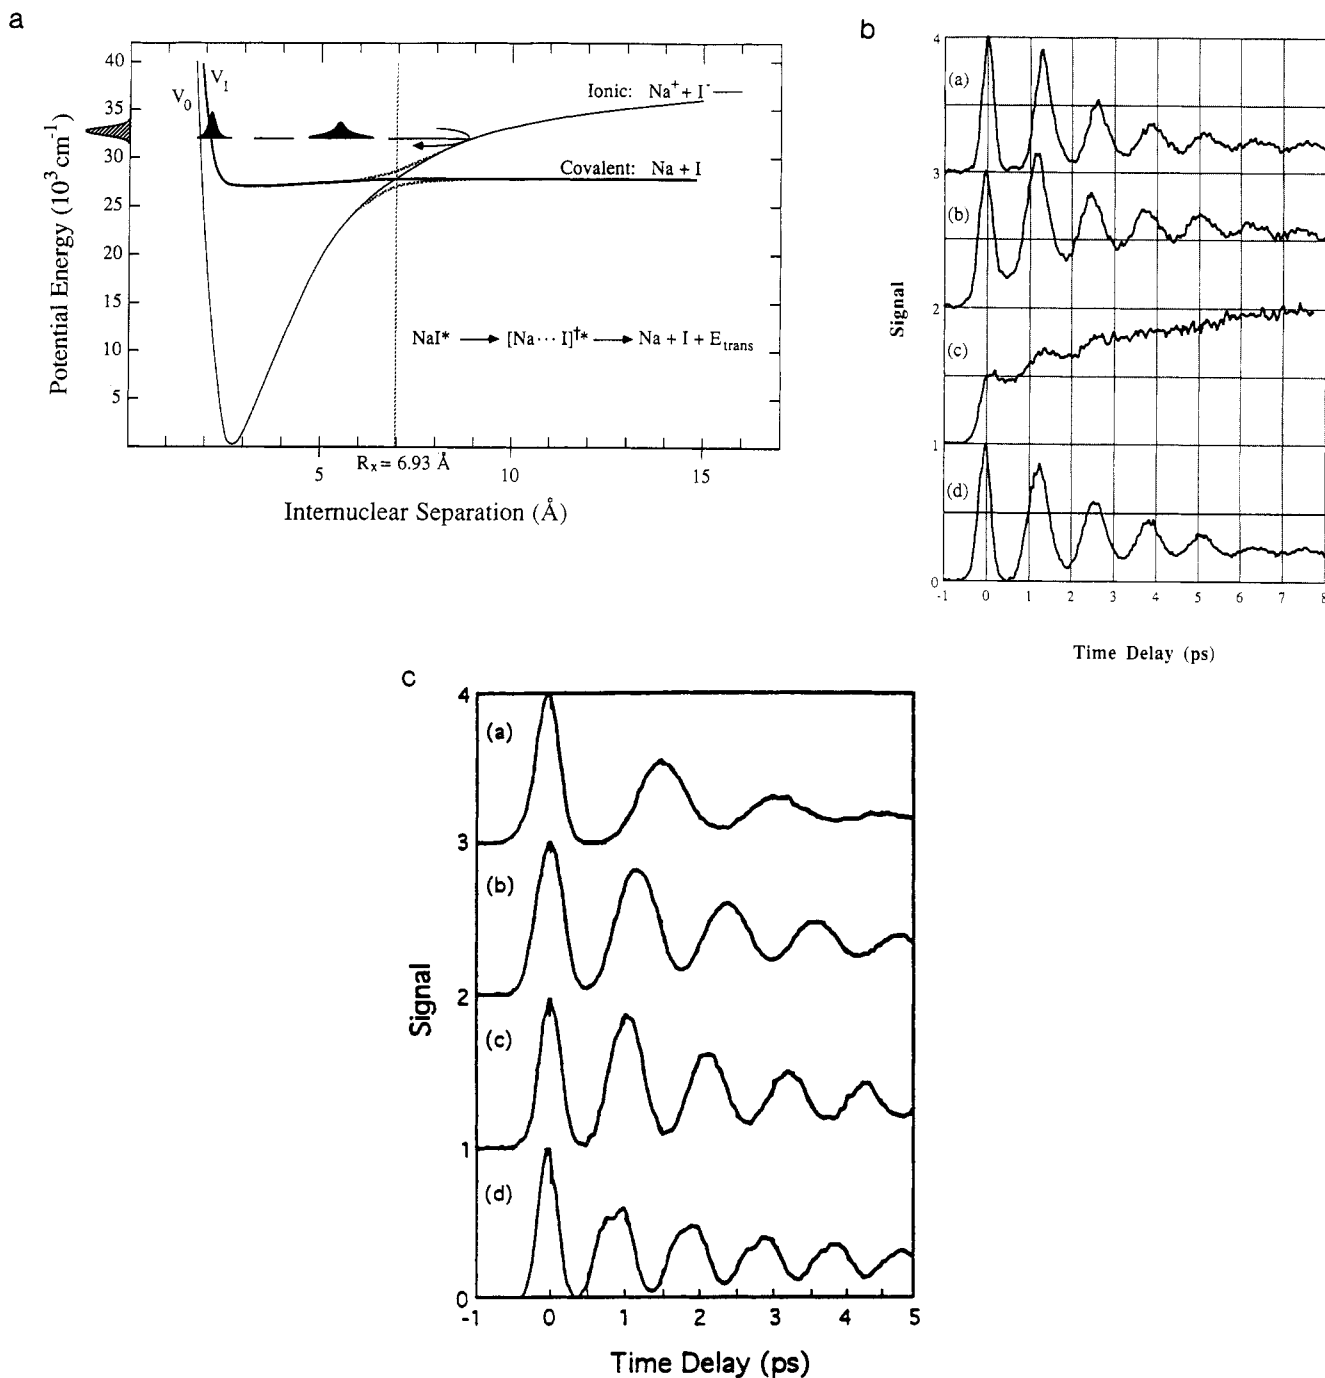 a
40
35
30
25
20
15
10
5
Potential Energy (10³ cm⁻¹)
V₀
V₁
Ionic: Na⁺ + I⁻
Covalent: Na + I
NaI* → [Na⋯I]†* → Na + I + E_trans
5
Rₓ = 6.93 Å
10
15
Internuclear Separation (Å)
b
4
3
2
1
0
(a)
(b)
(c)
(d)
Signal
-1 0 1 2 3 4 5 6 7 8
Time Delay (ps)
c
4
3
2
1
0
(a)
(b)
(c)
(d)
Signal
-1 0 1 2 3 4 5
Time Delay (ps)